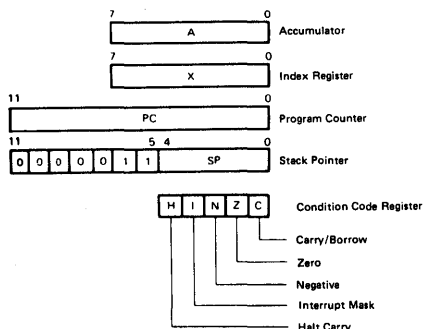 7 0
A Accumulator
7 0
X Index Register
11 0
PC Program Counter
11 5 4 0
0 0 0 0 0 1 1 SP Stack Pointer
H I N Z C Condition Code Register
Carry/Borrow
Zero
Negative
Interrupt Mask
Half Carry